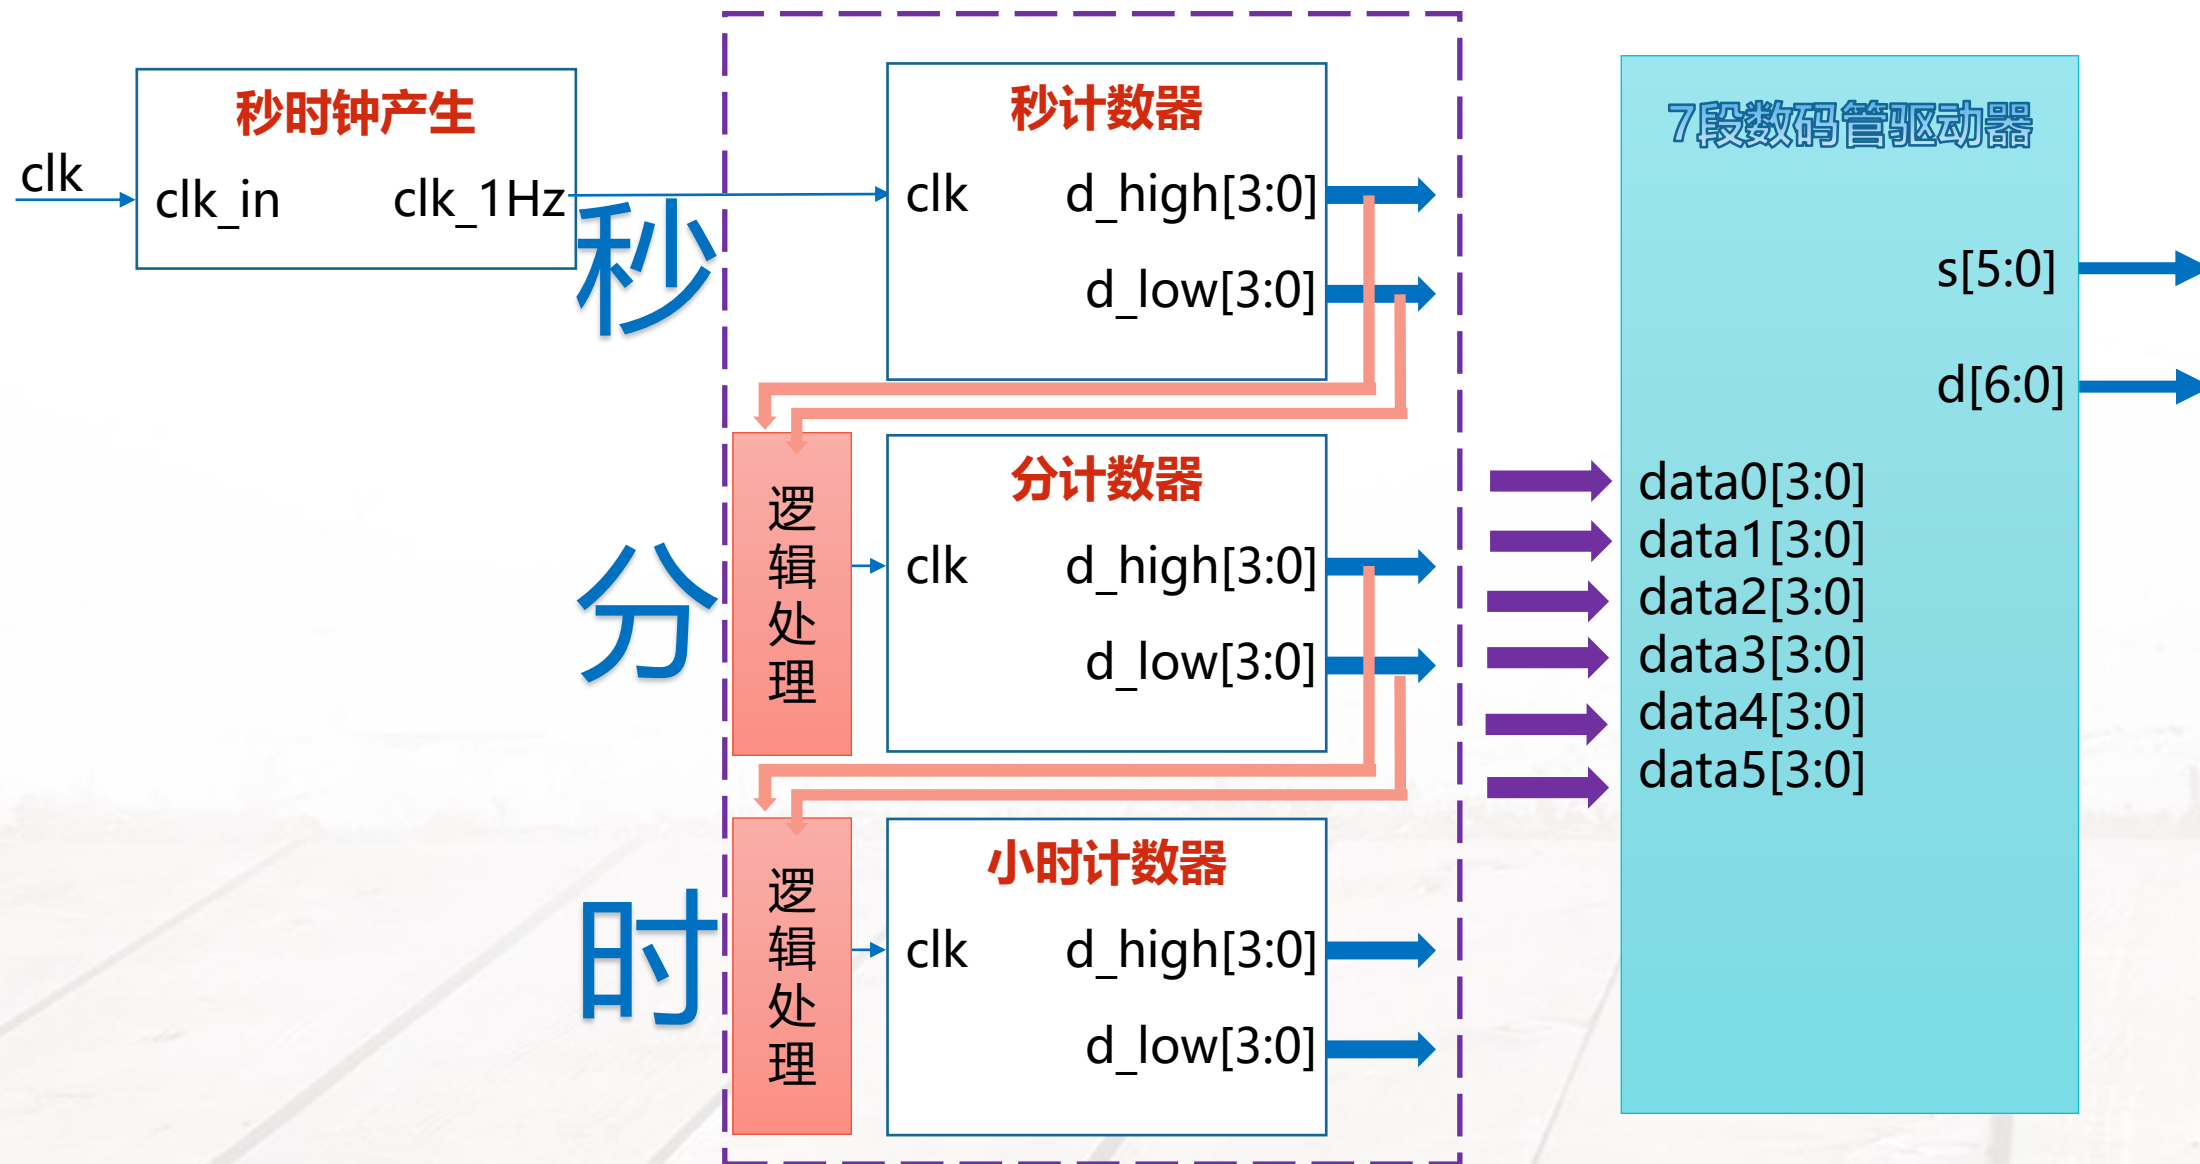 clk
秒时钟产生
clk_in
clk_1Hz
秒
秒计数器
clk
d_high[3:0]
d_low[3:0]
分
逻辑处理
分计数器
clk
d_high[3:0]
d_low[3:0]
时
逻辑处理
小时计数器
clk
d_high[3:0]
d_low[3:0]
7段数码管驱动器
s[5:0]
d[6:0]
data0[3:0]
data1[3:0]
data2[3:0]
data3[3:0]
data4[3:0]
data5[3:0]